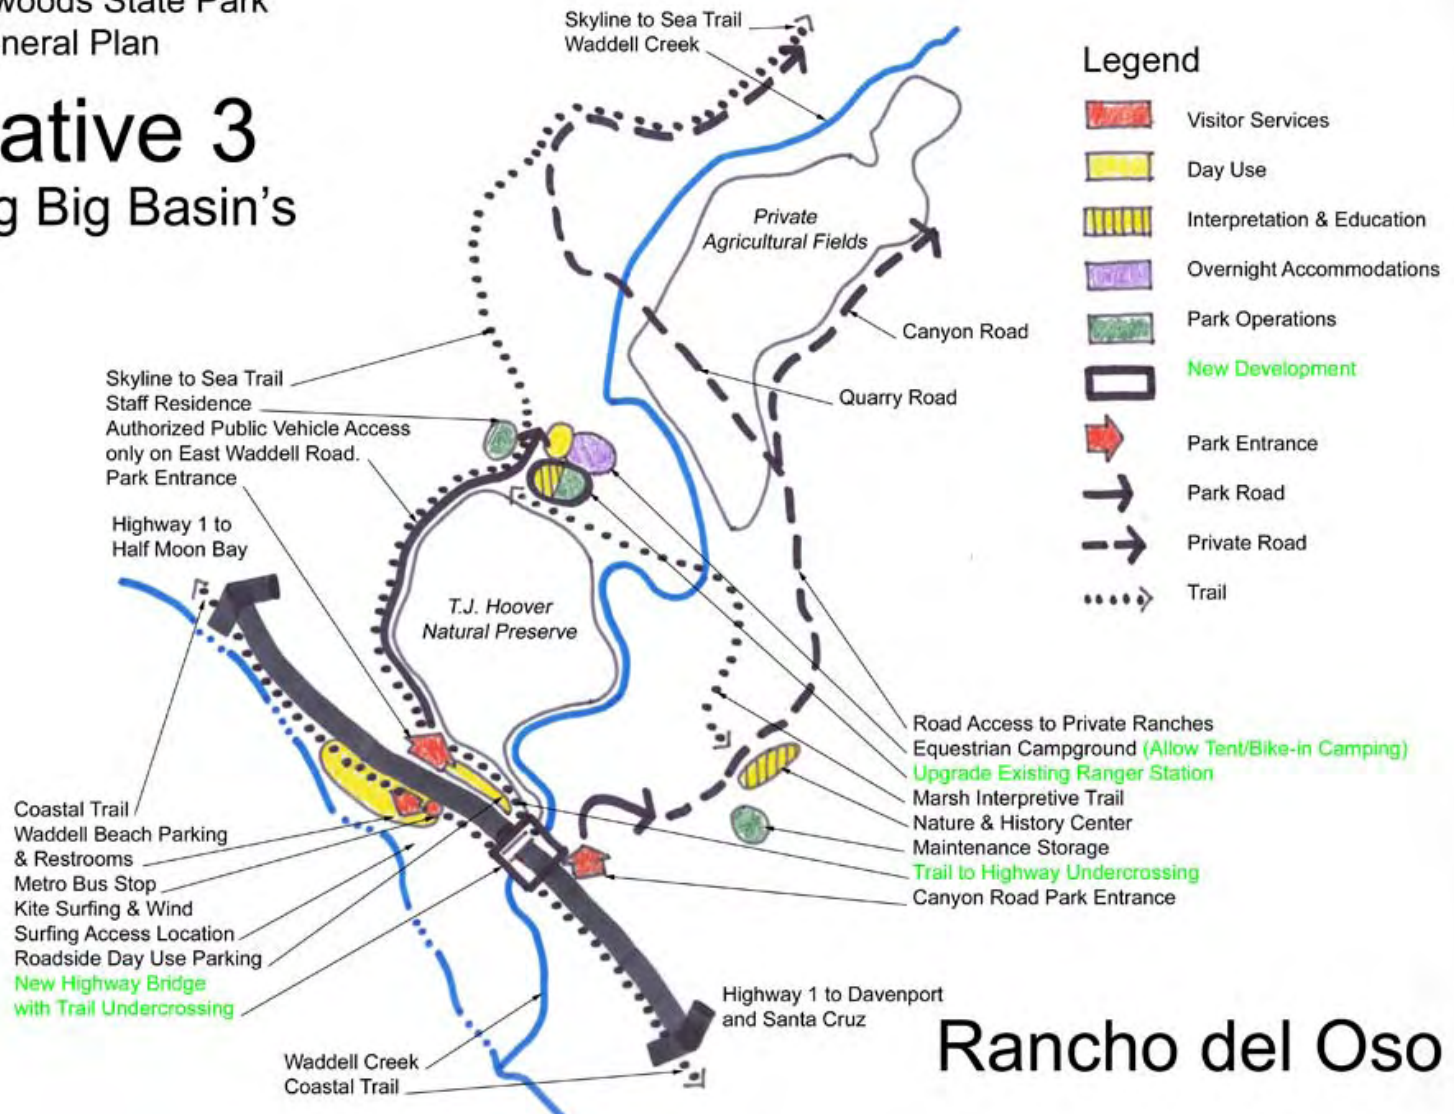 woods State Park
neral Plan
ative 3
g Big Basin's
Skyline to Sea Trail
Waddell Creek
Legend
Visitor Services
Day Use
Interpretation & Education
Overnight Accommodations
Park Operations
New Development
Park Entrance
Park Road
Private Road
Trail
Private
Agricultural Fields
Canyon Road
Quarry Road
Skyline to Sea Trail
Staff Residence
Authorized Public Vehicle Access
only on East Waddell Road.
Park Entrance
Highway 1 to
Half Moon Bay
T.J. Hoover
Natural Preserve
Coastal Trail
Waddell Beach Parking
& Restrooms
Metro Bus Stop
Kite Surfing & Wind
Surfing Access Location
Roadside Day Use Parking
New Highway Bridge
with Trail Undercrossing
Road Access to Private Ranches
Equestrian Campground (Allow Tent/Bike-in Camping)
Upgrade Existing Ranger Station
Marsh Interpretive Trail
Nature & History Center
Maintenance Storage
Trail to Highway Undercrossing
Canyon Road Park Entrance
Highway 1 to Davenport
and Santa Cruz
Waddell Creek
Coastal Trail
Rancho del Oso